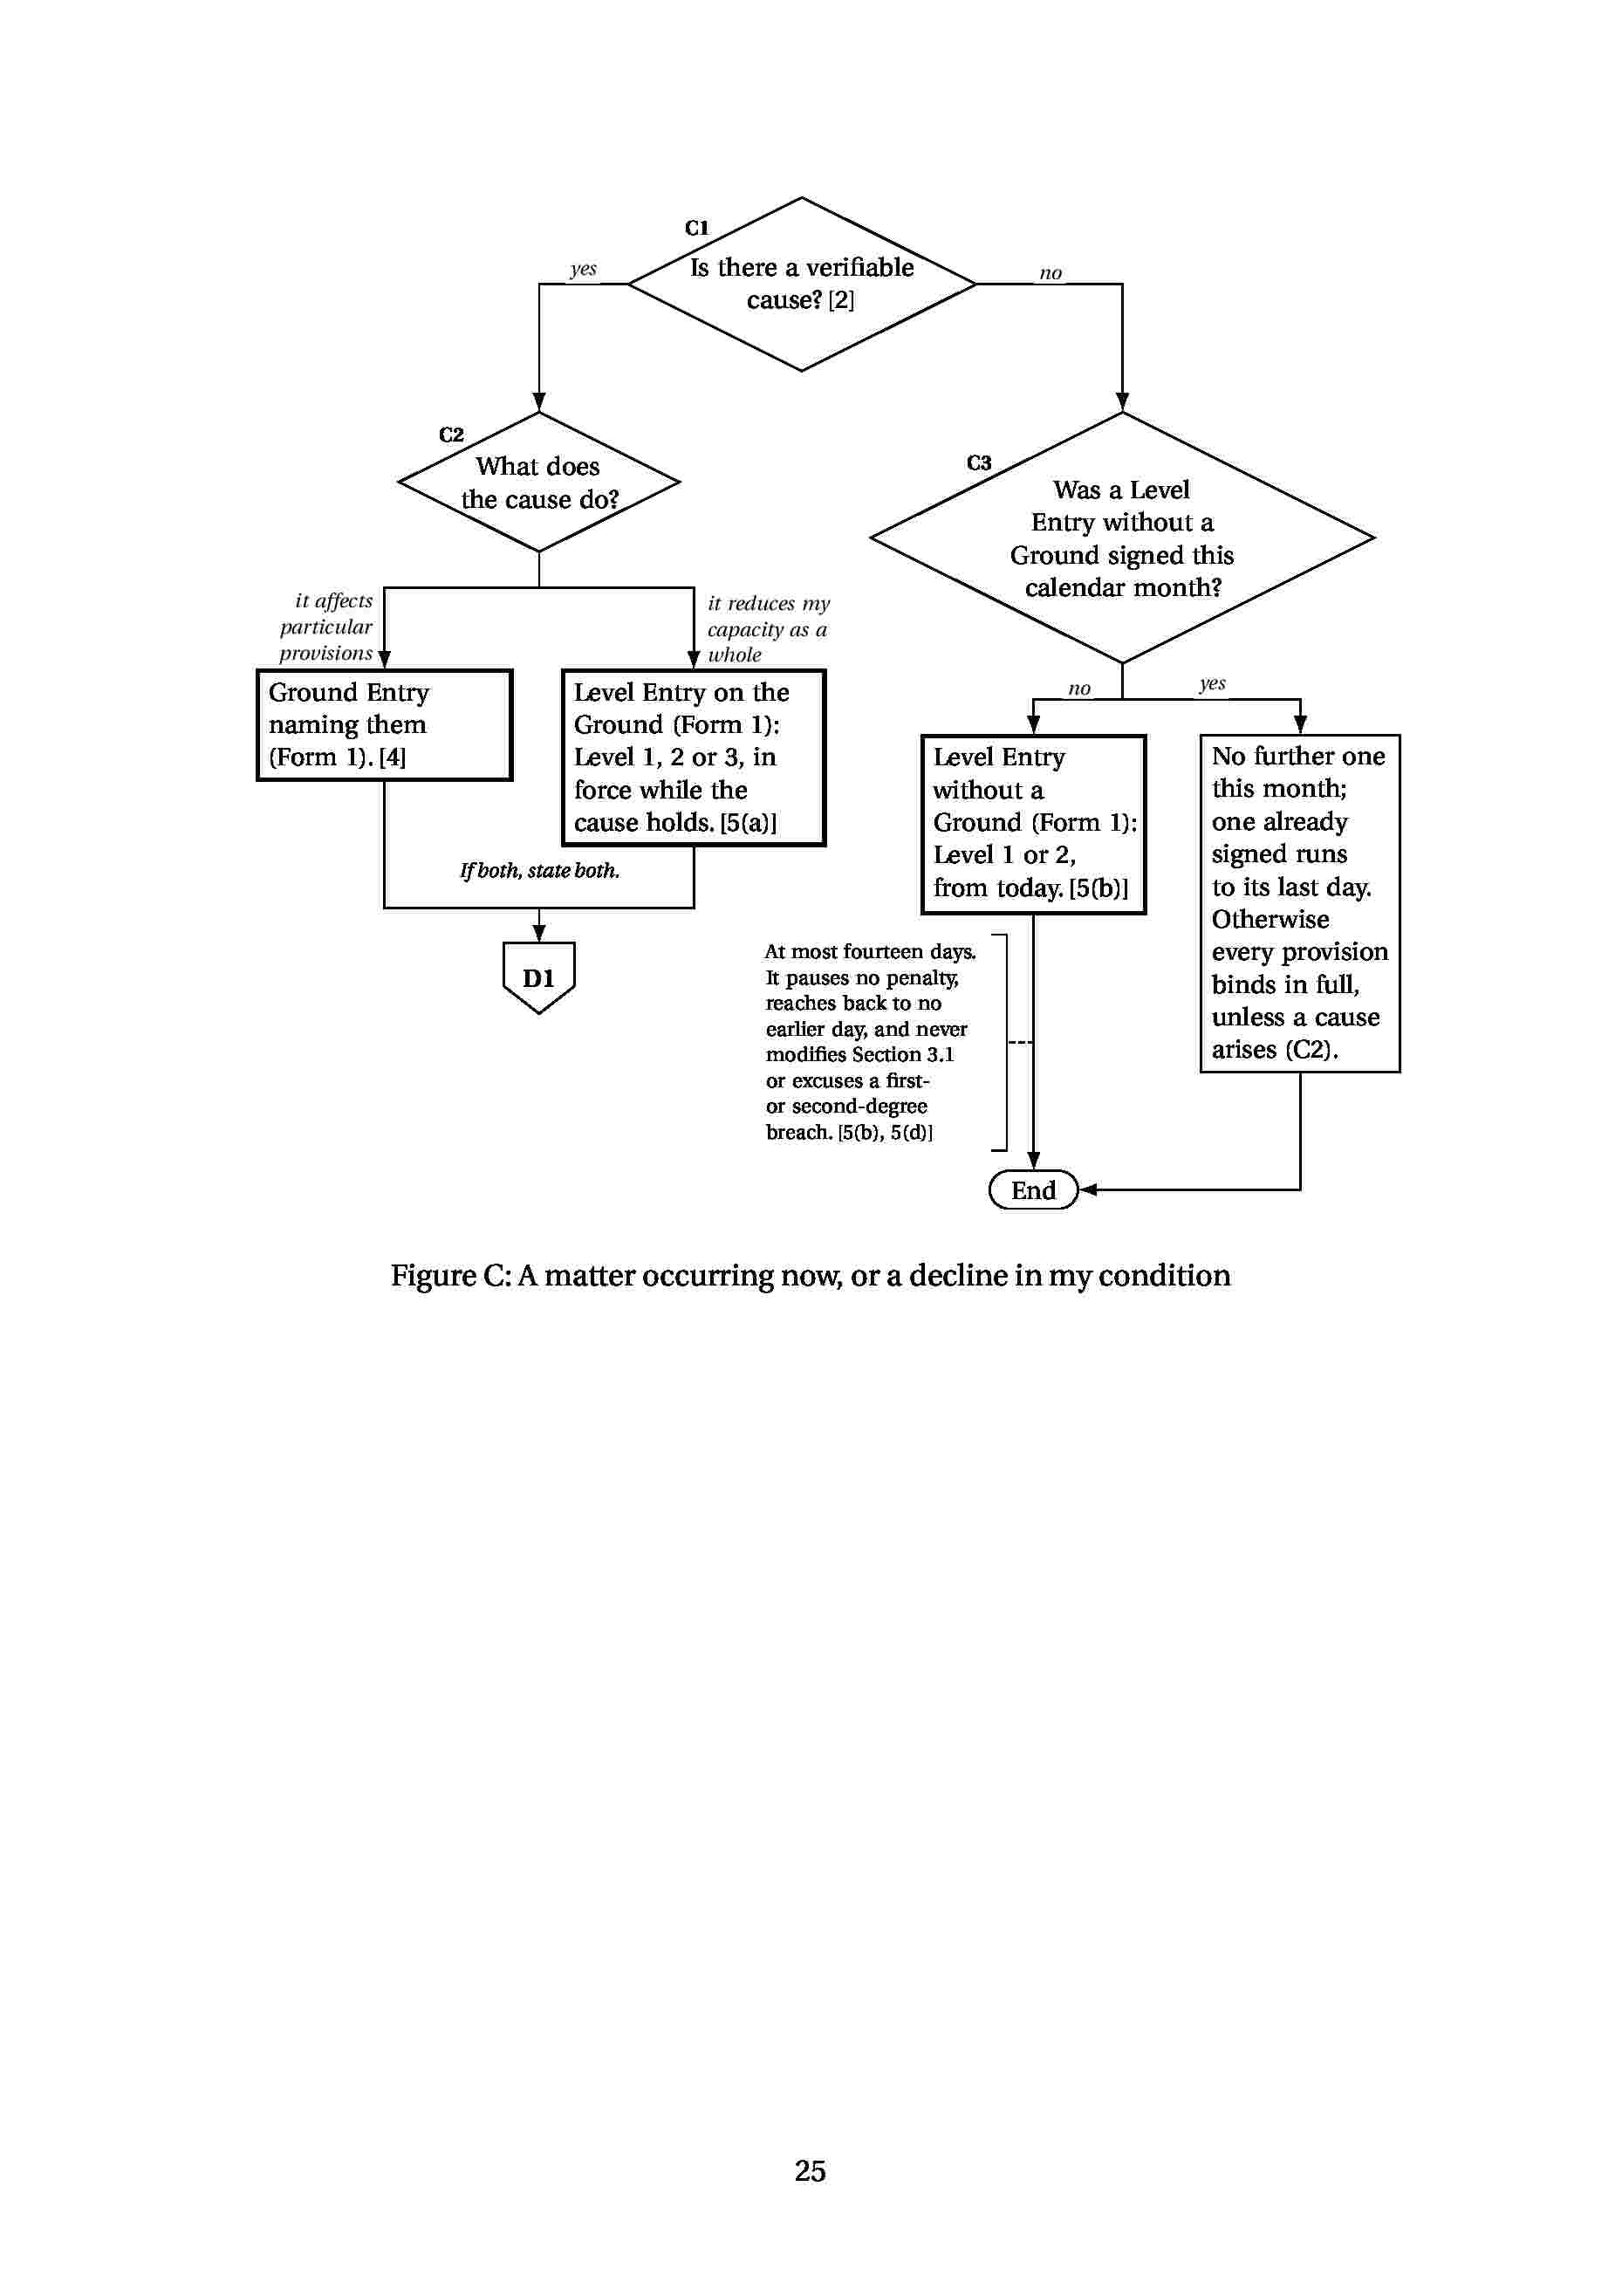 C1
Is there a verifiable
cause? [2]
yes
no
C2
What does
the cause do?
C3
Was a Level
Entry without a
Ground signed this
calendar month?
it affects
particular
provisions
it reduces my
capacity as a
whole
Ground Entry
naming them
(Form 1). [4]
Level Entry on the
Ground (Form 1):
Level 1, 2 or 3, in
force while the
cause holds. [5(a)]
If both, state both.
D1
no
yes
Level Entry
without a
Ground (Form 1):
Level 1 or 2,
from today. [5(b)]
No further one
this month;
one already
signed runs
to its last day.
Otherwise
every provision
binds in full,
unless a cause
arises (C2).
At most fourteen days.
It pauses no penalty,
reaches back to no
earlier day, and never
modifies Section 3.1
or excuses a first-
or second-degree
breach. [5(b), 5(d)]
End
Figure C: A matter occurring now, or a decline in my condition
25